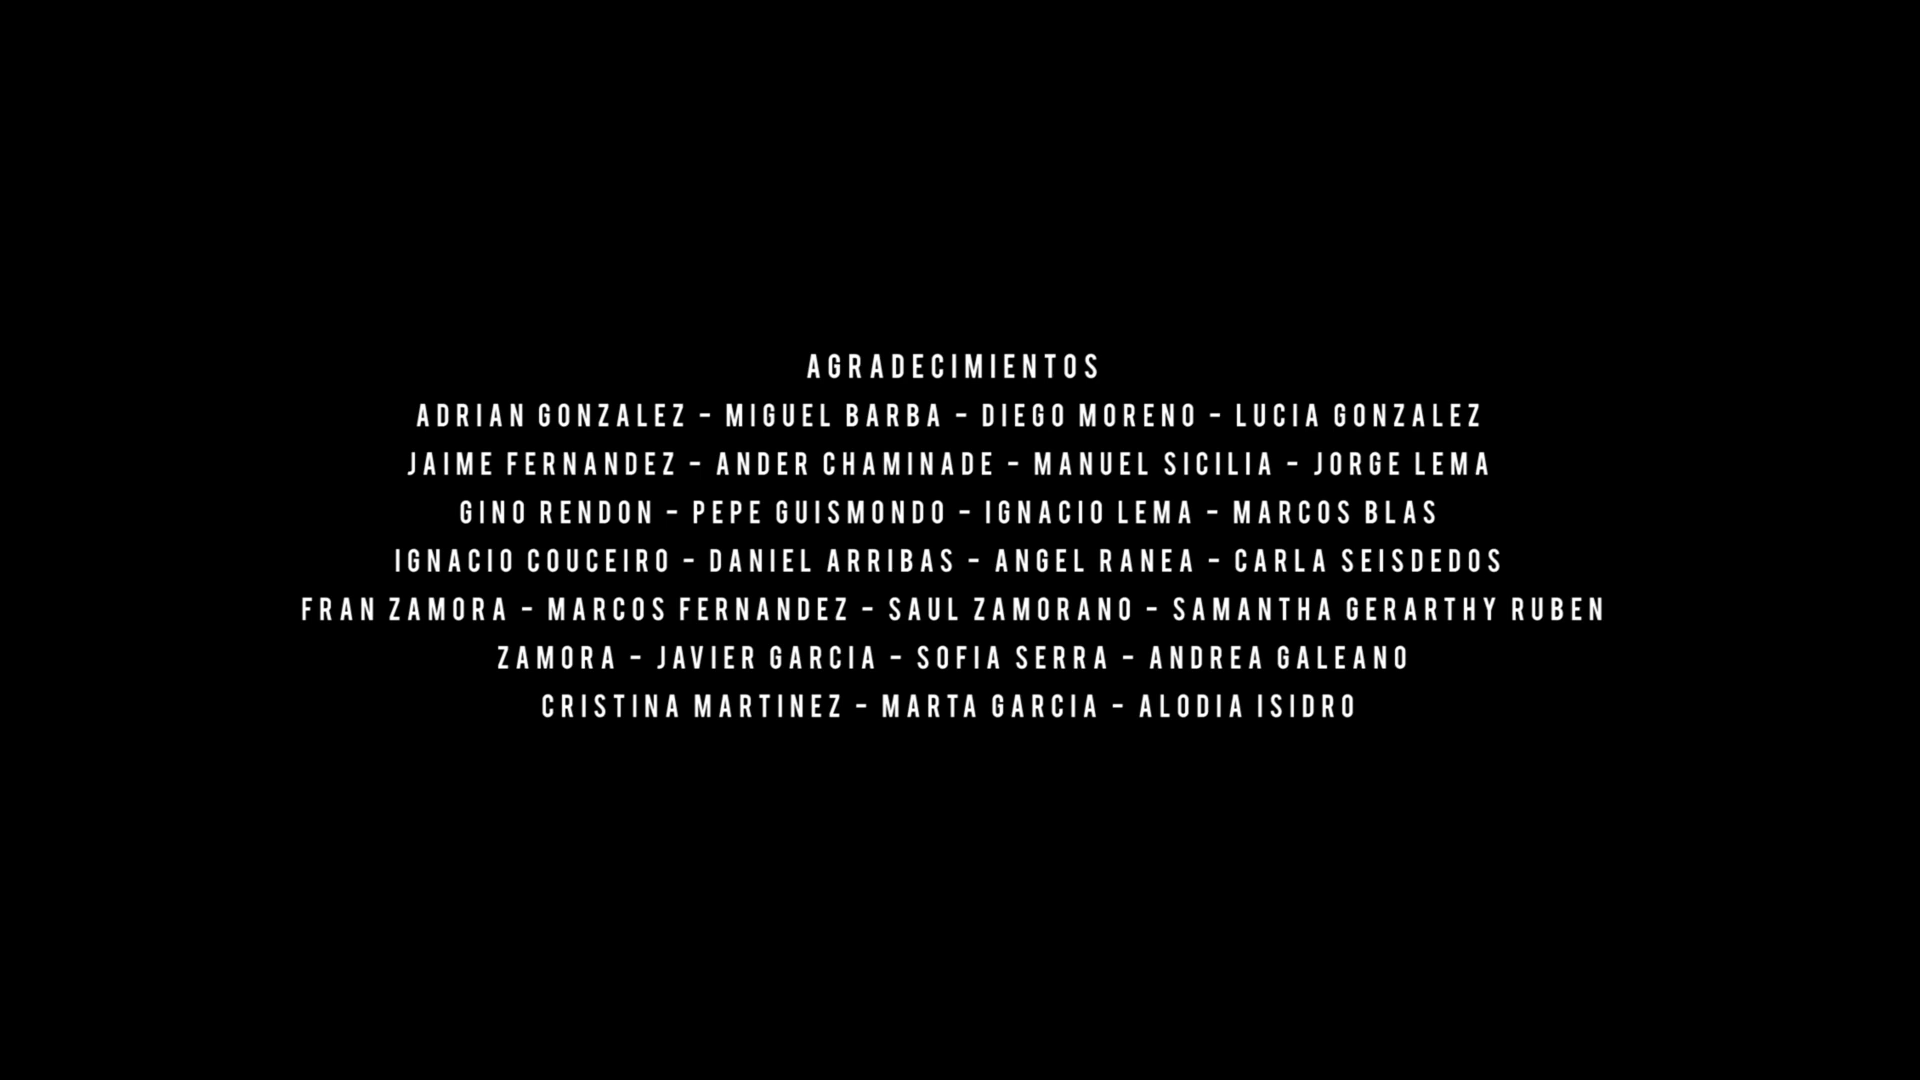 AGRADECIMIENTOS
ADRIAN GONZALEZ - MIGUEL BARBA - DIEGO MORENO - LUCIA GONZALEZ
JAIME FERNANDEZ - ANDER CHAMINADE - MANUEL SICILIA - JORGE LEMA
GINO RENDON - PEPE GUISMONDO - IGNACIO LEMA - MARCOS BLAS
IGNACIO COUCEIRO - DANIEL ARRIBAS - ANGEL RANEA - CARLA SEISDEDOS
FRAN ZAMORA - MARCOS FERNANDEZ - SAUL ZAMORANO - SAMANTHA GERARTHY RUBEN
ZAMORA - JAVIER GARCIA - SOFIA SERRA - ANDREA GALEANO
CRISTINA MARTINEZ - MARTA GARCIA - ALODIA ISIDRO